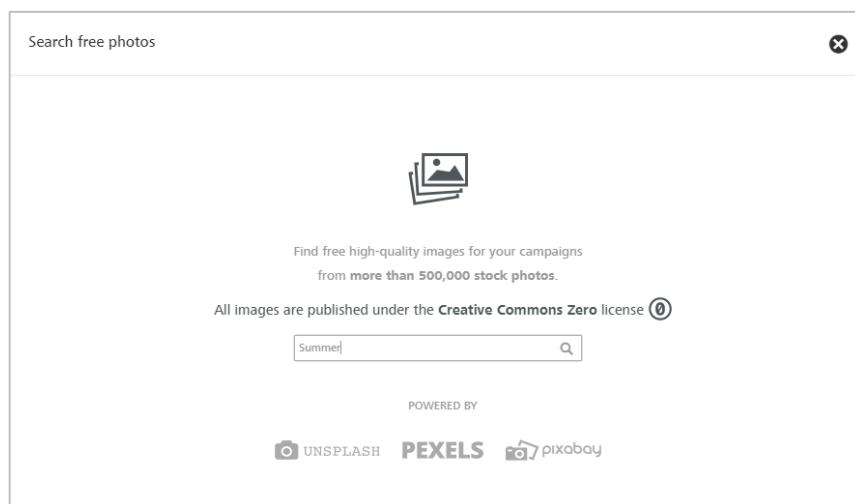 Search free photos
Find free high-quality images for your campaigns
from more than 500,000 stock photos.
All images are published under the Creative Commons Zero license 0
Summer
POWERED BY
UNSPLASH PEXELS pixabay